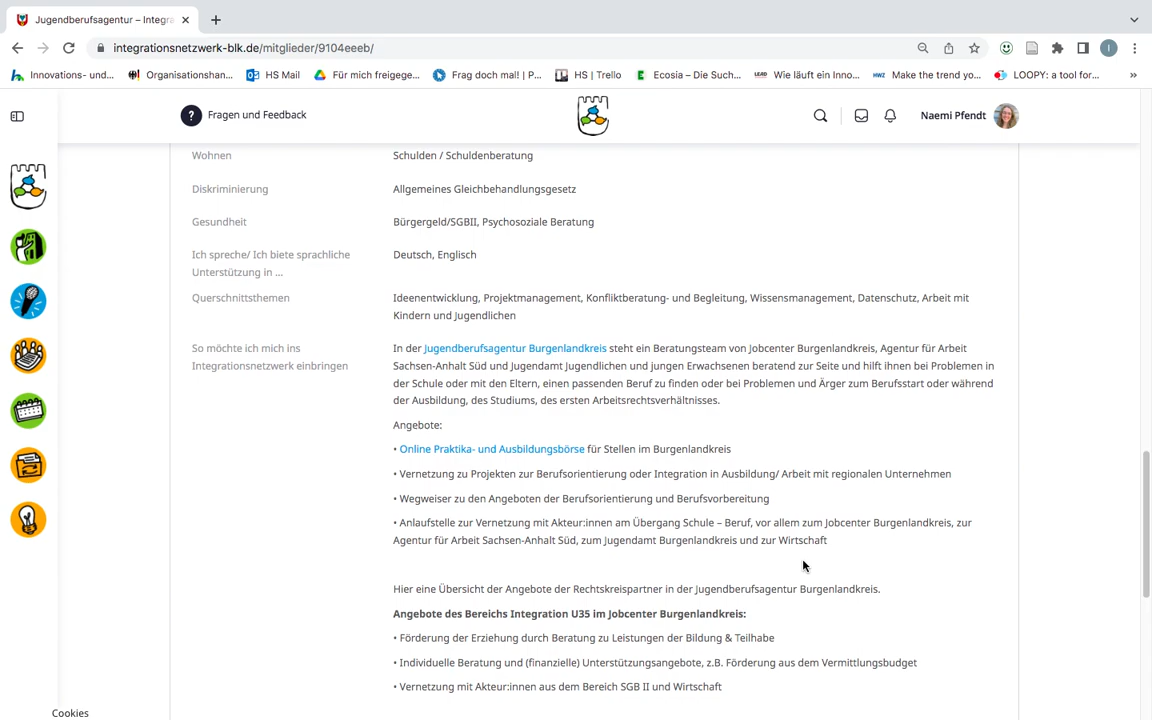 Jugendberufsagentur – Integra
integrationsnetzwerk-blk.de/mitglieder/9104eeeb/
I
Innovations- und...
Organisationshan...
HS Mail
Für mich freigege...
Frag doch mal! | P...
HS | Trello
Ecosia – Die Such...
LEAD
Wie läuft ein Inno...
HWZ
Make the trend yo...
LOOPY: a tool for...
»
? Fragen und Feedback
Naemi Pfendt
Wohnen
Schulden / Schuldenberatung
Diskriminierung
Allgemeines Gleichbehandlungsgesetz
Gesundheit
Bürgergeld/SGBII, Psychosoziale Beratung
Ich spreche/ Ich biete sprachliche
Unterstützung in ...
Deutsch, Englisch
Querschnittsthemen
Ideenentwicklung, Projektmanagement, Konfliktberatung- und Begleitung, Wissensmanagement, Datenschutz, Arbeit mit
Kindern und Jugendlichen
So möchte ich mich ins
Integrationsnetzwerk einbringen
In der Jugendberufsagentur Burgenlandkreis steht ein Beratungsteam von Jobcenter Burgenlandkreis, Agentur für Arbeit
Sachsen-Anhalt Süd und Jugendamt Jugendlichen und jungen Erwachsenen beratend zur Seite und hilft ihnen bei Problemen in
der Schule oder mit den Eltern, einen passenden Beruf zu finden oder bei Problemen und Ärger zum Berufsstart oder während
der Ausbildung, des Studiums, des ersten Arbeitsrechtsverhältnisses.
Angebote:
• Online Praktika- und Ausbildungsbörse für Stellen im Burgenlandkreis
• Vernetzung zu Projekten zur Berufsorientierung oder Integration in Ausbildung/ Arbeit mit regionalen Unternehmen
• Wegweiser zu den Angeboten der Berufsorientierung und Berufsvorbereitung
• Anlaufstelle zur Vernetzung mit Akteur:innen am Übergang Schule – Beruf, vor allem zum Jobcenter Burgenlandkreis, zur
Agentur für Arbeit Sachsen-Anhalt Süd, zum Jugendamt Burgenlandkreis und zur Wirtschaft
Hier eine Übersicht der Angebote der Rechtskreispartner in der Jugendberufsagentur Burgenlandkreis.
Angebote des Bereichs Integration U35 im Jobcenter Burgenlandkreis:
• Förderung der Erziehung durch Beratung zu Leistungen der Bildung & Teilhabe
• Individuelle Beratung und (finanzielle) Unterstützungsangebote, z.B. Förderung aus dem Vermittlungsbudget
• Vernetzung mit Akteur:innen aus dem Bereich SGB II und Wirtschaft
Cookies